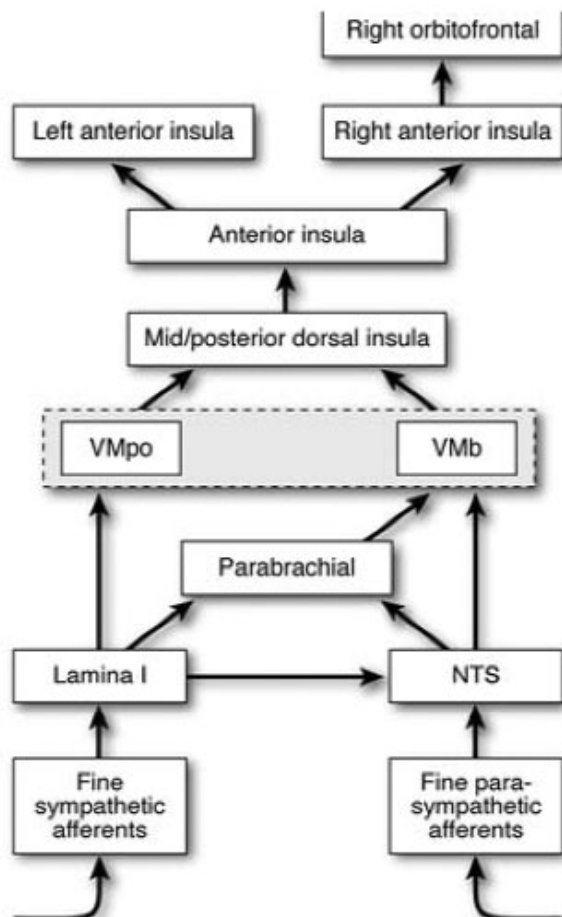 Right orbitofrontal
Left anterior insula
Right anterior insula
Anterior insula
Mid/posterior dorsal insula
VMpo
VMb
Parabrachial
Lamina I
NTS
Fine
sympathetic
afferents
Fine para-
sympathetic
afferents